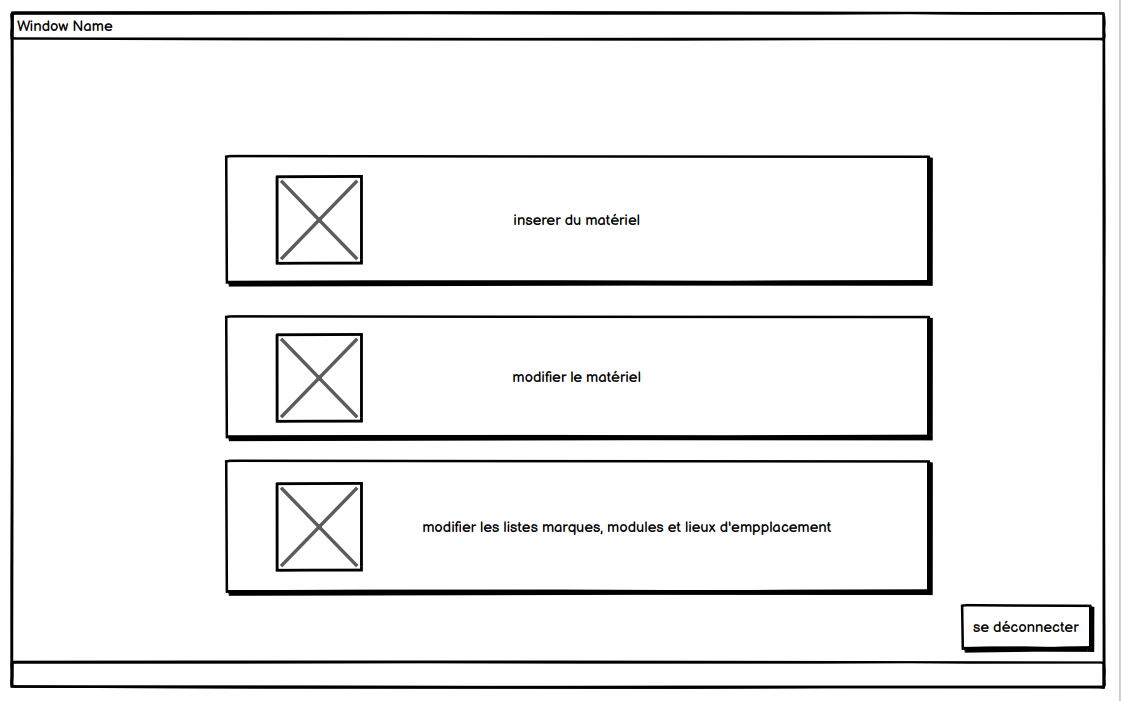 Window Name
inserer du matériel
modifier le matériel
modifier les listes marques, modules et lieux d'empplacement
se déconnecter